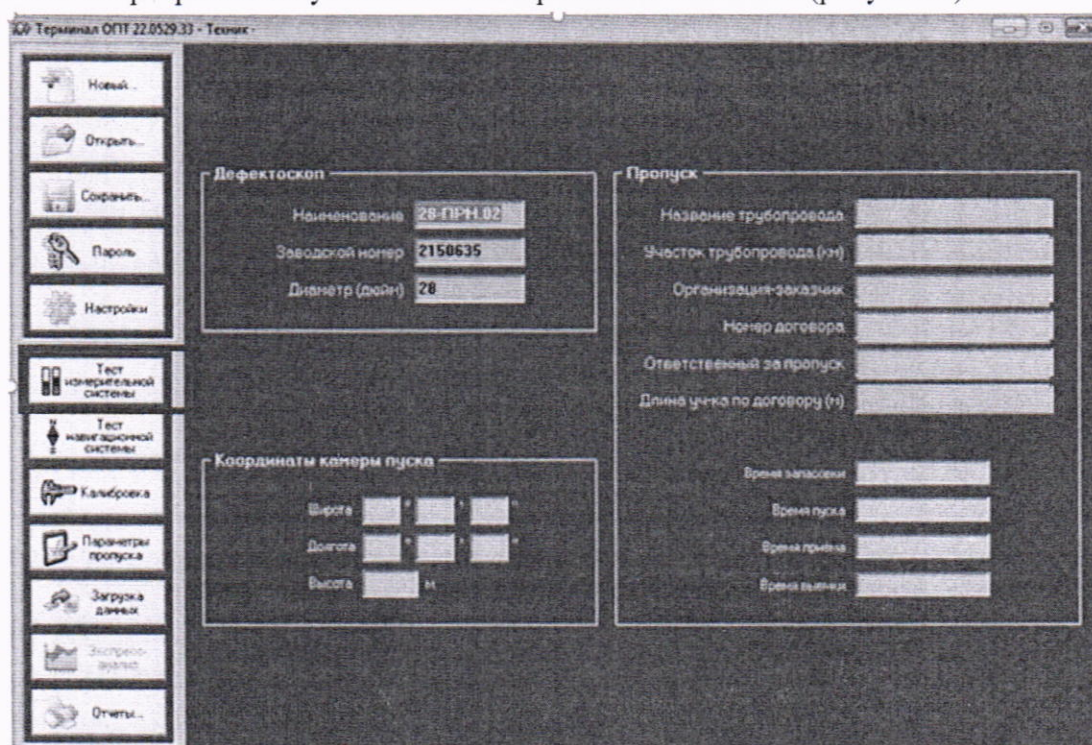 Терминал ОПТ 22.0529.33 - Техник -
Новый...
Открыть...
Сохранить...
Пароль
Настройки
Тест
измерительной
системы
Тест
навигационной
системы
Калибровка
Параметры
пропуска
Загрузка
данных
Экспресс-
анализ
Отчеты...
Дефектоскоп
Наименование 28-ПРН.02
Заводской номер 2150635
Диаметр (дюйм) 28
Координаты камеры пуска
Широта ° ' "
Долгота ° ' "
Высота м
Пропуск
Название трубопровода
Участок трубопровода (км)
Организация-заказчик
Номер договора
Ответственный за пропуск
Длина уч-ка по договору (м)
Время запасовки
Время пуска
Время приема
Время выемки